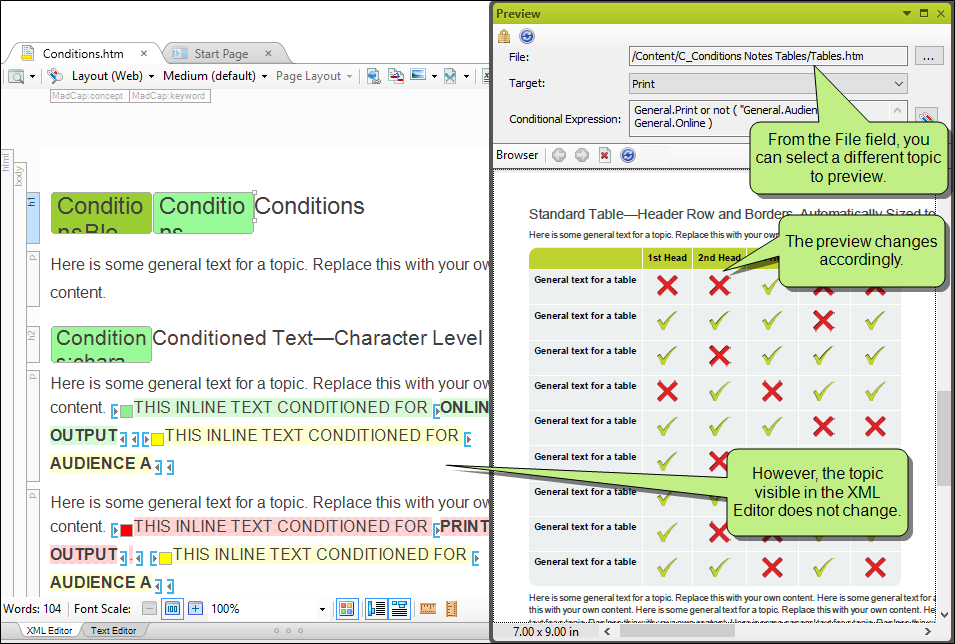 Conditions.htm
Start Page
Layout (Web)
Medium (default)
Page Layout
MadCap:concept
MadCap:keyword
html
body
h1
Conditio
Conditio
Conditions
p
Here is some general text for a topic. Replace this with your ow
content.
h2
Condition
Conditioned Text—Character Level
p
Here is some general text for a topic. Replace this with your ow
content. THIS INLINE TEXT CONDITIONED FOR ONLIN
OUTPUT THIS INLINE TEXT CONDITIONED FOR
AUDIENCE A
p
Here is some general text for a topic. Replace this with your ow
content. THIS INLINE TEXT CONDITIONED FOR PRINT
OUTPUT . THIS INLINE TEXT CONDITIONED FOR
AUDIENCE A
Words: 104
Font Scale:
100%
XML Editor
Text Editor
Preview
File:
/Content/C_Conditions Notes Tables/Tables.htm
...
Target:
Print
Conditional Expression:
General.Print or not ( "General.Audien
General.Online )
From the File field, you
can select a different topic
to preview.
Browser
Standard Table—Header Row and Borders, Automatically Sized to
Here is some general text for a topic. Replace this with your own
1st Head
2nd Head
The preview changes
accordingly.
General text for a table
General text for a table
General text for a table
General text for a table
General text for a table
General text for a table
General text for a table
General text for a table
General text for a table
However, the topic
visible in the XML
Editor does not change.
Here is some general text for a topic. Replace this with your own content. Here is some general text for a
this with your own content. Here is some general text for a topic. Replace this with your own content. Her
7.00 x 9.00 in